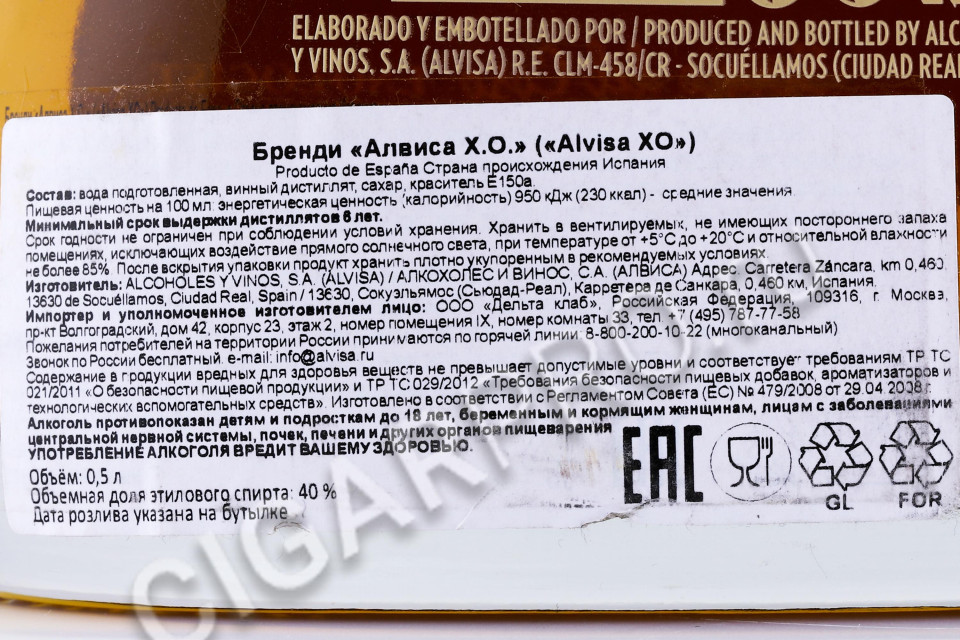 ELABORADO Y EMBOTELLADO POR / PRODUCED AND BOTTLED BY ALC
Y VINOS, S.A. (ALVISA) R.E. CLM-458/CR - SOCUÉLLAMOS (CIUDAD REA
Бренди «Алвиса Х.О.» («Alvisa XO»)
Producto de España Страна происхождения Испания
Состав: вода подготовленная, винный дистиллят, сахар, краситель Е150а.
Пищевая ценность на 100 мл: энергетическая ценность (калорийность) 950 кДж (230 ккал) - средние значения
Минимальный срок выдержки дистиллятов 6 лет.
Срок годности не ограничен при соблюдении условий хранения. Хранить в вентилируемых, не имеющих постороннего запаха
помещениях, исключающих воздействие прямого солнечного света, при температуре от +5°С до +20°С и относительной влажности
не более 85%. После вскрытия упаковки продукт хранить плотно укупоренным в рекомендуемых условиях.
Изготовитель: ALCOHOLES Y VINOS, S.A. (ALVISA) / АЛКОХОЛЕС И ВИНОС, С.А. (АЛВИСА) Адрес: Carretera Záncara, km 0,460,
13630 de Socuéllamos, Ciudad Real, Spain / 13630, Сокуэльямос (Сьюдад-Реал), Карретера де Санкара, 0,460 км, Испания.
Импортер и уполномоченное изготовителем лицо: ООО «Дельта клаб», Российская Федерация, 109316, г. Москва,
пр-кт Волгоградский, дом 42, корпус 23, этаж 2, номер помещения IX, номер комнаты 33, тел. +7 (495) 787-77-58
Пожелания потребителей на территории России принимаются по горячей линии: 8-800-200-10-22 (многоканальный)
Звонок по России бесплатный. e-mail: info@alvisa.ru
Содержание в продукции вредных для здоровья веществ не превышает допустимые уровни и соответствует требованиям ТР ТС
021/2011 «О безопасности пищевой продукции» и ТР ТС 029/2012 «Требования безопасности пищевых добавок, ароматизаторов и
технологических вспомогательных средств». Изготовлено в соответствии с Регламентом Совета (ЕС) № 479/2008 от 29.04.2008 г.
Алкоголь противопоказан детям и подросткам до 18 лет, беременным и кормящим женщинам, лицам с заболеваниями
центральной нервной системы, почек, печени и других органов пищеварения
УПОТРЕБЛЕНИЕ АЛКОГОЛЯ ВРЕДИТ ВАШЕМУ ЗДОРОВЬЮ.
Объём: 0,5 л
Объемная доля этилового спирта: 40 %
Дата розлива указана на бутылке
EAC
GL
FOR